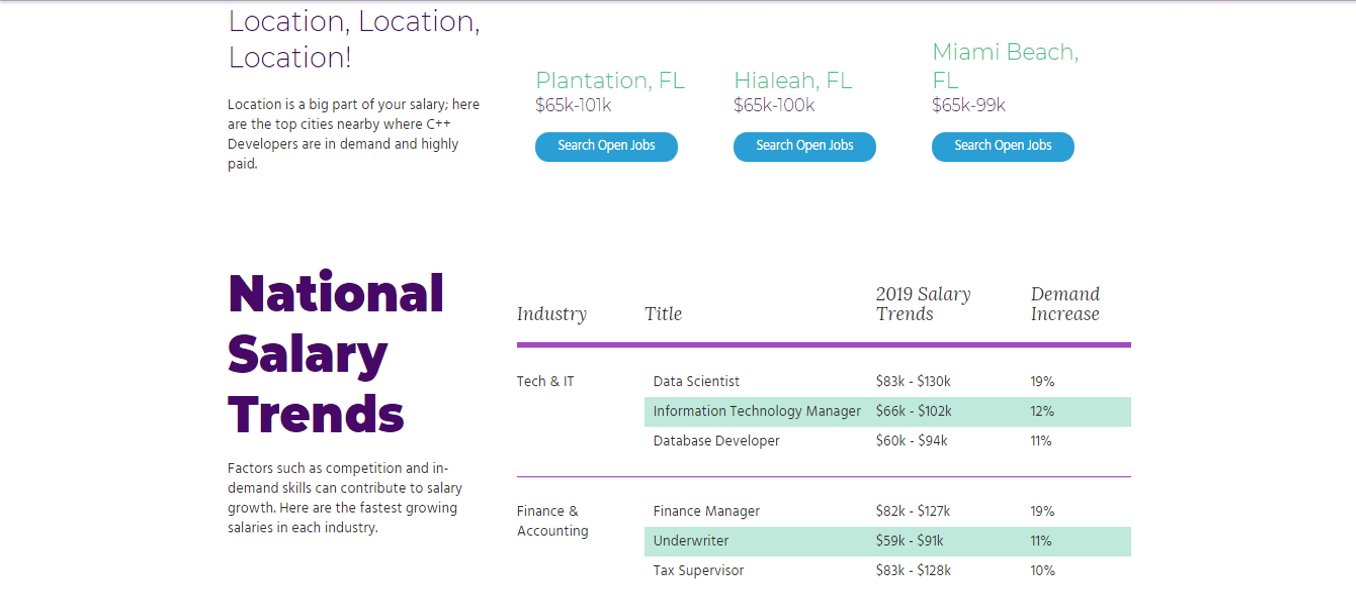 Location, Location,
Location!
Location is a big part of your salary; here
are the top cities nearby where C++
Developers are in demand and highly
paid.
Plantation, FL
$65k-101k
Search Open Jobs
Hialeah, FL
$65k-100k
Search Open Jobs
Miami Beach,
FL
$65k-99k
Search Open Jobs
National
Salary
Trends
Factors such as competition and in-
demand skills can contribute to salary
growth. Here are the fastest growing
salaries in each industry.
Industry Title 2019 Salary Trends Demand Increase
Tech & IT Data Scientist $83k - $130k 19%
Information Technology Manager $66k - $102k 12%
Database Developer $60k - $94k 11%
Finance & Accounting Finance Manager $82k - $127k 19%
Underwriter $59k - $91k 11%
Tax Supervisor $83k - $128k 10%